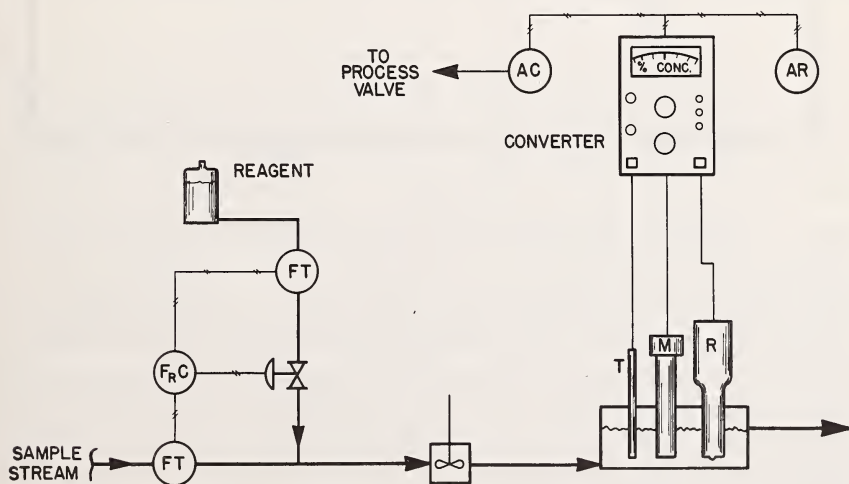 TO
PROCESS
VALVE
AC
% CONC.
AR
CONVERTER
REAGENT
FT
FRC
T
M
R
SAMPLE
STREAM
FT